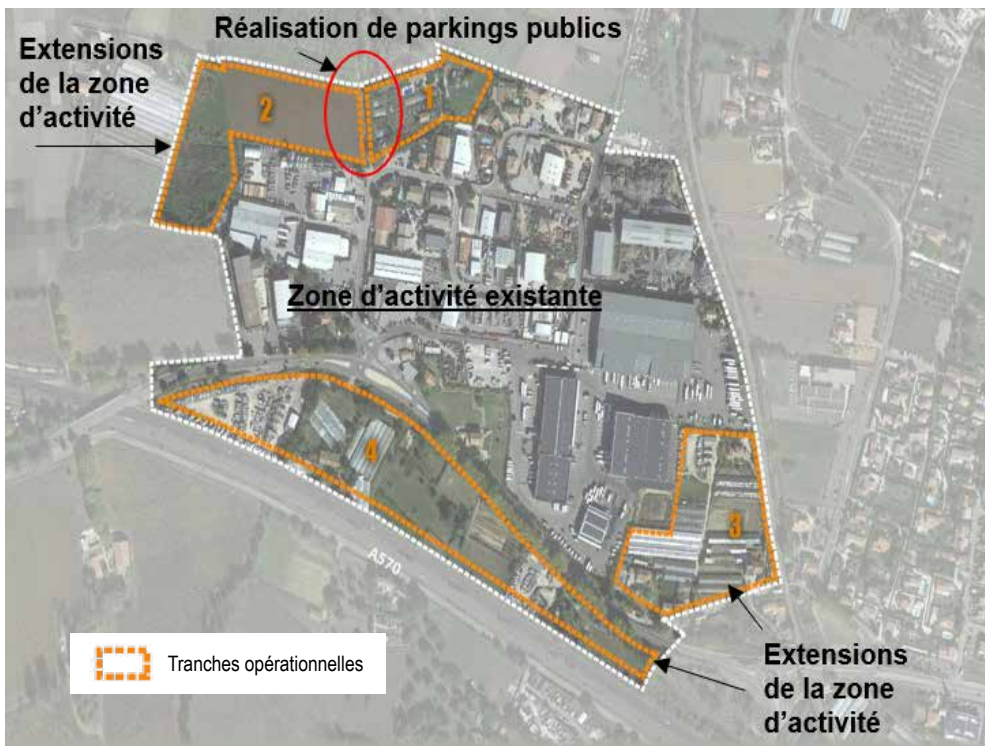 Réalisation de parkings publics
Extensions
de la zone
d’activité
2
1
Zone d’activité existante
4
3
A570
Tranches opérationnelles
Extensions
de la zone
d’activité